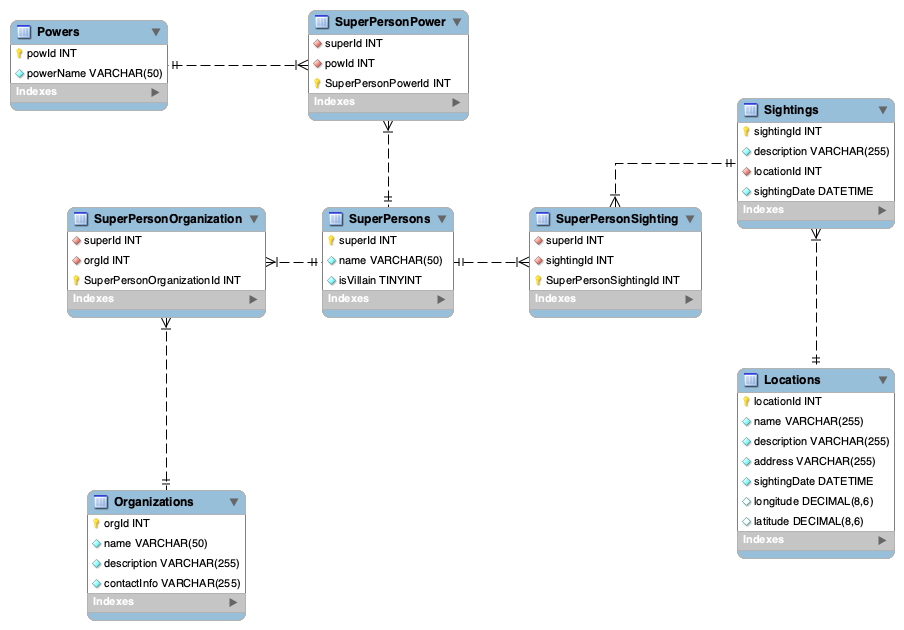 Powers
powId INT
powerName VARCHAR(50)
Indexes
SuperPersonPower
superId INT
powId INT
SuperPersonPowerId INT
Indexes
Sightings
sightingId INT
description VARCHAR(255)
locationId INT
sightingDate DATETIME
Indexes
SuperPersonOrganization
superId INT
orgId INT
SuperPersonOrganizationId INT
Indexes
SuperPersons
superId INT
name VARCHAR(50)
isVillain TINYINT
Indexes
SuperPersonSighting
superId INT
sightingId INT
SuperPersonSightingId INT
Indexes
Locations
locationId INT
name VARCHAR(255)
description VARCHAR(255)
address VARCHAR(255)
sightingDate DATETIME
longitude DECIMAL(8,6)
latitude DECIMAL(8,6)
Indexes
Organizations
orgId INT
name VARCHAR(50)
description VARCHAR(255)
contactInfo VARCHAR(255)
Indexes